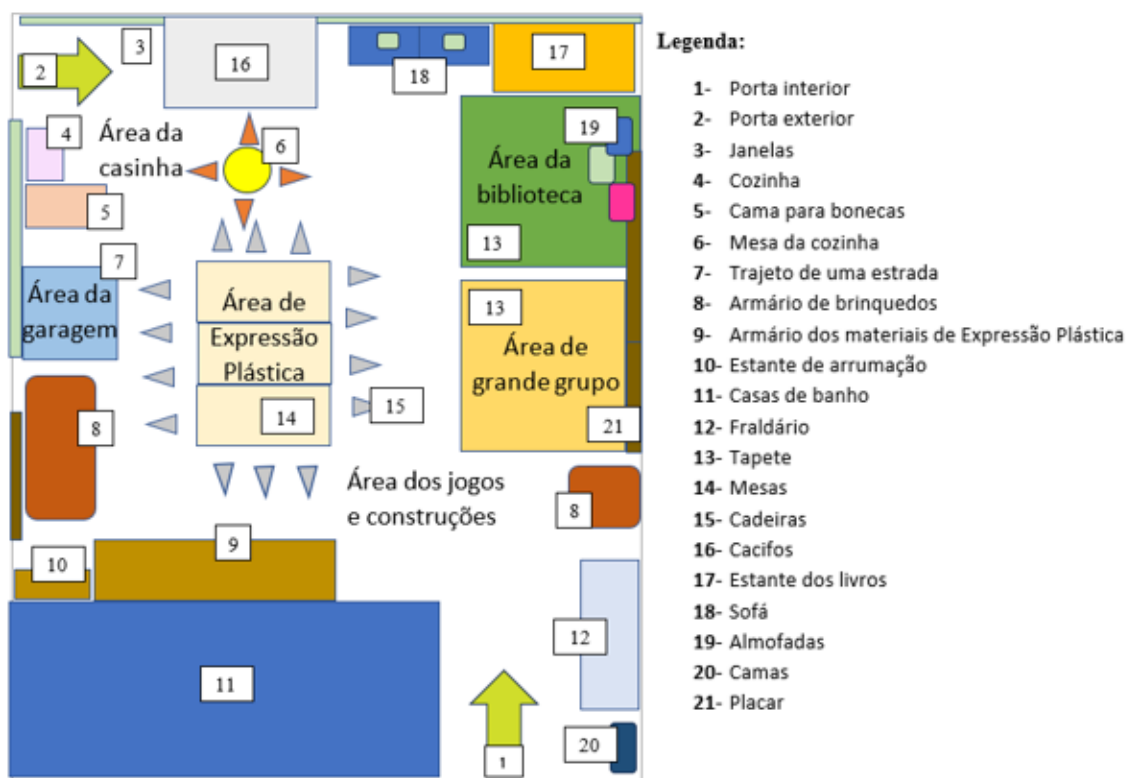 3
2
16
18
17
4
Área da
casinha
6
19
Área da
biblioteca
5
13
7
Área da
garagem
Área de
Expressão
Plástica
13
Área de
grande grupo
14
15
21
8
Área dos jogos
e construções
8
9
10
12
11
1
20
Legenda:
1- Porta interior
2- Porta exterior
3- Janelas
4- Cozinha
5- Cama para bonecas
6- Mesa da cozinha
7- Trajeto de uma estrada
8- Armário de brinquedos
9- Armário dos materiais de Expressão Plástica
10- Estante de arrumação
11- Casas de banho
12- Fraldário
13- Tapete
14- Mesas
15- Cadeiras
16- Cacifos
17- Estante dos livros
18- Sofá
19- Almofadas
20- Camas
21- Placar